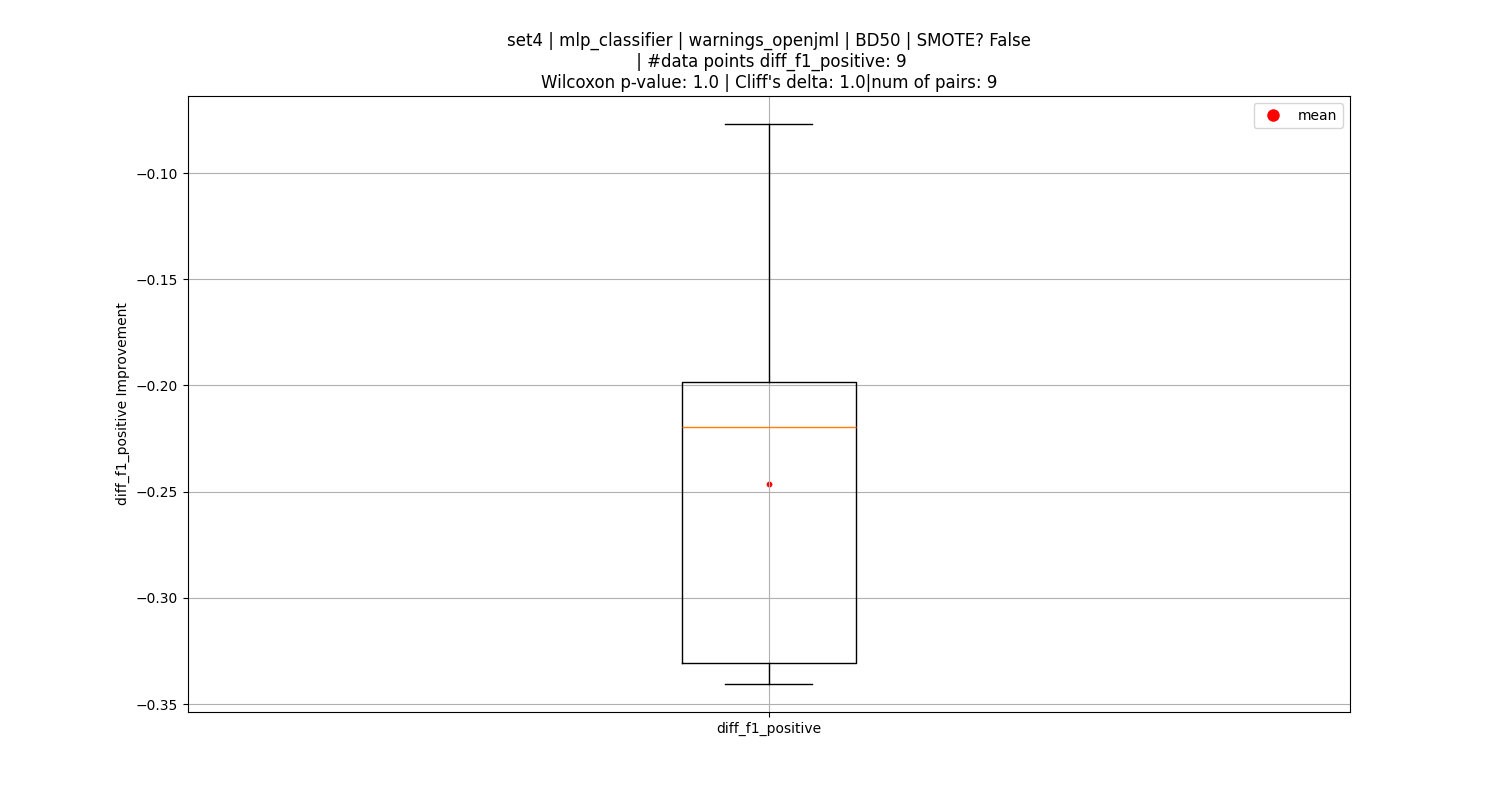 set4 | mlp_classifier | warnings_openjml | BD50 | SMOTE? False
| #data points diff_f1_positive: 9
Wilcoxon p-value: 1.0 | Cliff's delta: 1.0|num of pairs: 9
mean
−0.10
−0.15
−0.20
−0.25
−0.30
−0.35
diff_f1_positive Improvement
diff_f1_positive